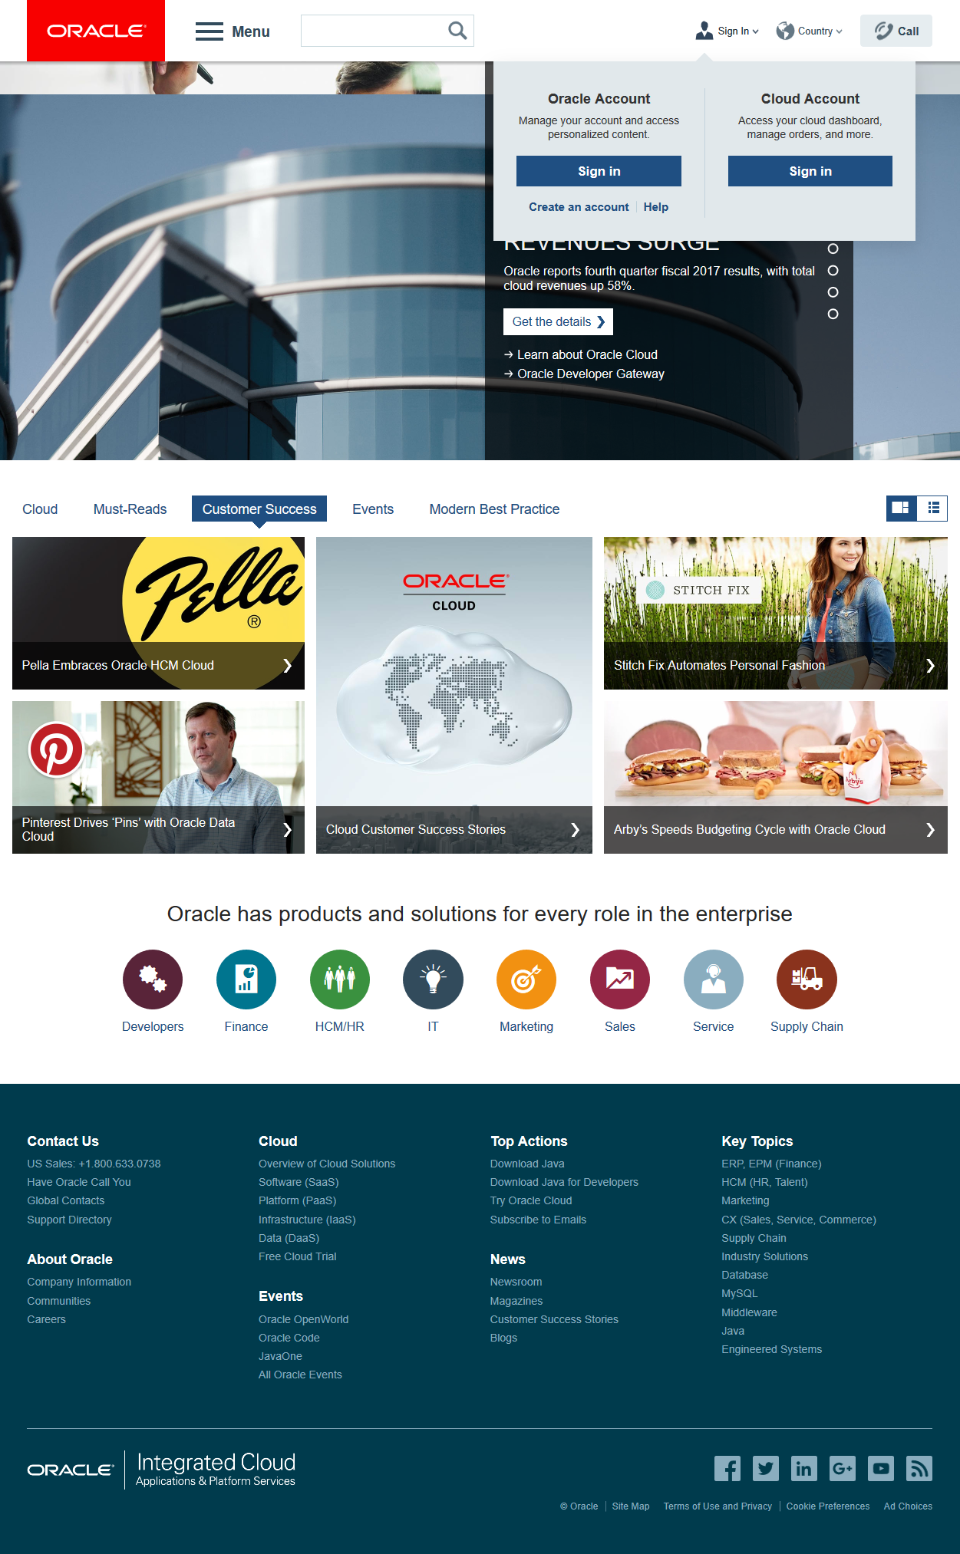 ORACLE
Menu
Sign In
Country
Call
Oracle Account
Manage your account and access
personalized content.
Sign in
Create an account
Help
Cloud Account
Access your cloud dashboard,
manage orders, and more.
Sign in
REVENUES SURGE
Oracle reports fourth quarter fiscal 2017 results, with total
cloud revenues up 58%.
Get the details
Learn about Oracle Cloud
Oracle Developer Gateway
Cloud
Must-Reads
Customer Success
Events
Modern Best Practice
Pella
Pella Embraces Oracle HCM Cloud
Pinterest Drives 'Pins' with Oracle Data
Cloud
ORACLE
CLOUD
Cloud Customer Success Stories
STITCH FIX
Stitch Fix Automates Personal Fashion
Arby's
Arby's Speeds Budgeting Cycle with Oracle Cloud
Oracle has products and solutions for every role in the enterprise
Developers
Finance
HCM/HR
IT
Marketing
Sales
Service
Supply Chain
Contact Us
US Sales: +1.800.633.0738
Have Oracle Call You
Global Contacts
Support Directory
About Oracle
Company Information
Communities
Careers
Cloud
Overview of Cloud Solutions
Software (SaaS)
Platform (PaaS)
Infrastructure (IaaS)
Data (DaaS)
Free Cloud Trial
Events
Oracle OpenWorld
Oracle Code
JavaOne
All Oracle Events
Top Actions
Download Java
Download Java for Developers
Try Oracle Cloud
Subscribe to Emails
News
Newsroom
Magazines
Customer Success Stories
Blogs
Key Topics
ERP, EPM (Finance)
HCM (HR, Talent)
Marketing
CX (Sales, Service, Commerce)
Supply Chain
Industry Solutions
Database
MySQL
Middleware
Java
Engineered Systems
ORACLE
Integrated Cloud
Applications & Platform Services
© Oracle
Site Map
Terms of Use and Privacy
Cookie Preferences
Ad Choices